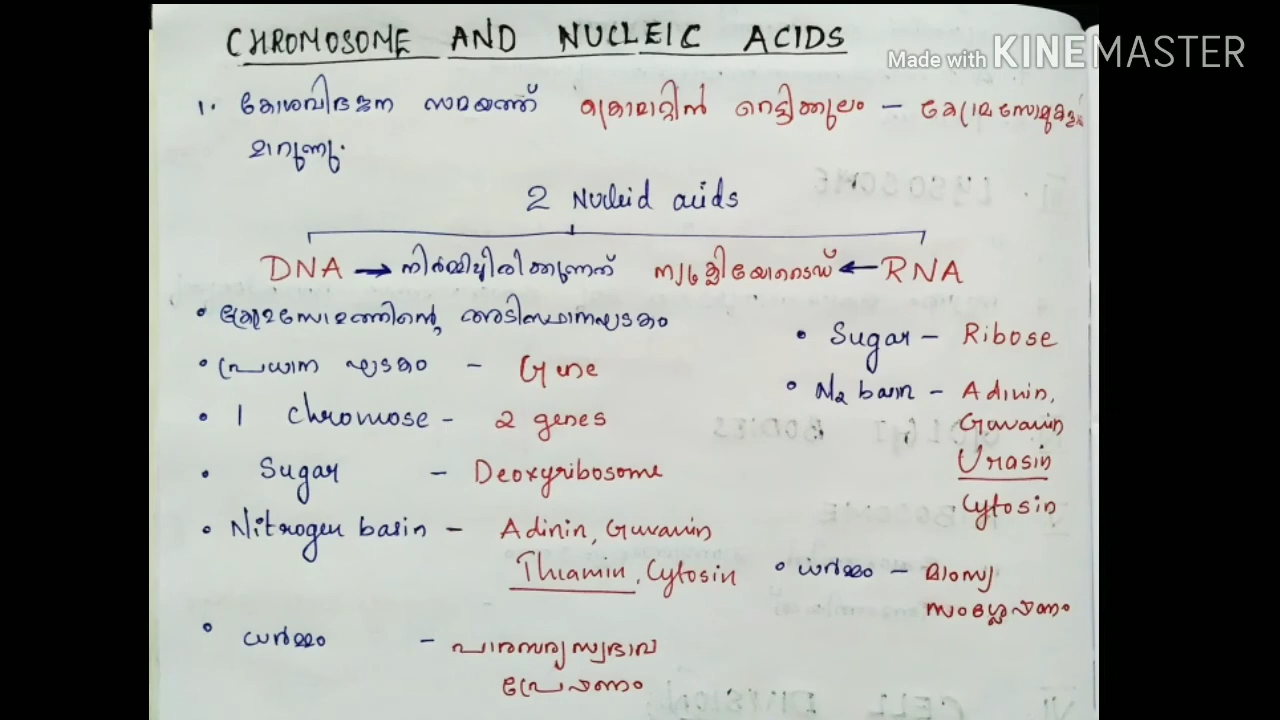 CHROMOSOME AND NUCLEIC ACIDS
Made with KINEMASTER
1. കോശവിഭജന സമയത്ത് ക്രൊമാറ്റിൻ റെട്ടിക്കുലം - ക്രോമസോമുകളായി
മാറുന്നു.
2 Nucleid acids
DNA → നിർമ്മിച്ചിരിക്കുന്നത് ന്യൂക്ലിയോടൈഡ് ← RNA
• ക്രോമസോമത്തിന്റെ അടിസ്ഥാനഘടകം
• പ്രധാന ഘടകം - Gene
• 1 Chromose - 2 genes
• Sugar - Deoxyribosome
• Nitrogen basin - Adinin, Guvanin
Thiamin, Cytosin
• ധർമ്മം - പാരമ്പര്യസ്വഭാവ
പ്രേഷണം
• Sugar - Ribose
• N2 basin - Adinin,
Guvanin
Urasin
Cytosin
• ധർമ്മം - മാംസ്യ
സംശ്ലേഷണം